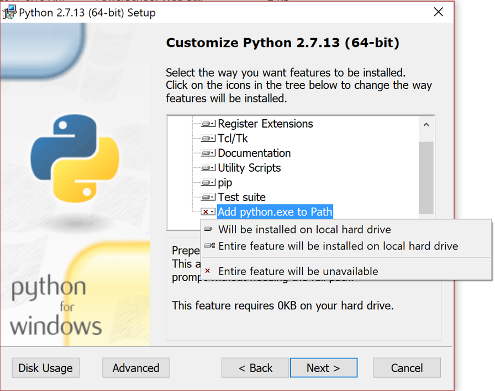 Python 2.7.13 (64-bit) Setup
Customize Python 2.7.13 (64-bit)
Select the way you want features to be installed.
Click on the icons in the tree below to change the way
features will be installed.
Register Extensions
Tcl/Tk
Documentation
Utility Scripts
pip
Test suite
Add python.exe to Path
Will be installed on local hard drive
Entire feature will be installed on local hard drive
Entire feature will be unavailable
Prepe
This a
This feature requires 0KB on your hard drive.
python
for
windows
Disk Usage
Advanced
< Back
Next >
Cancel